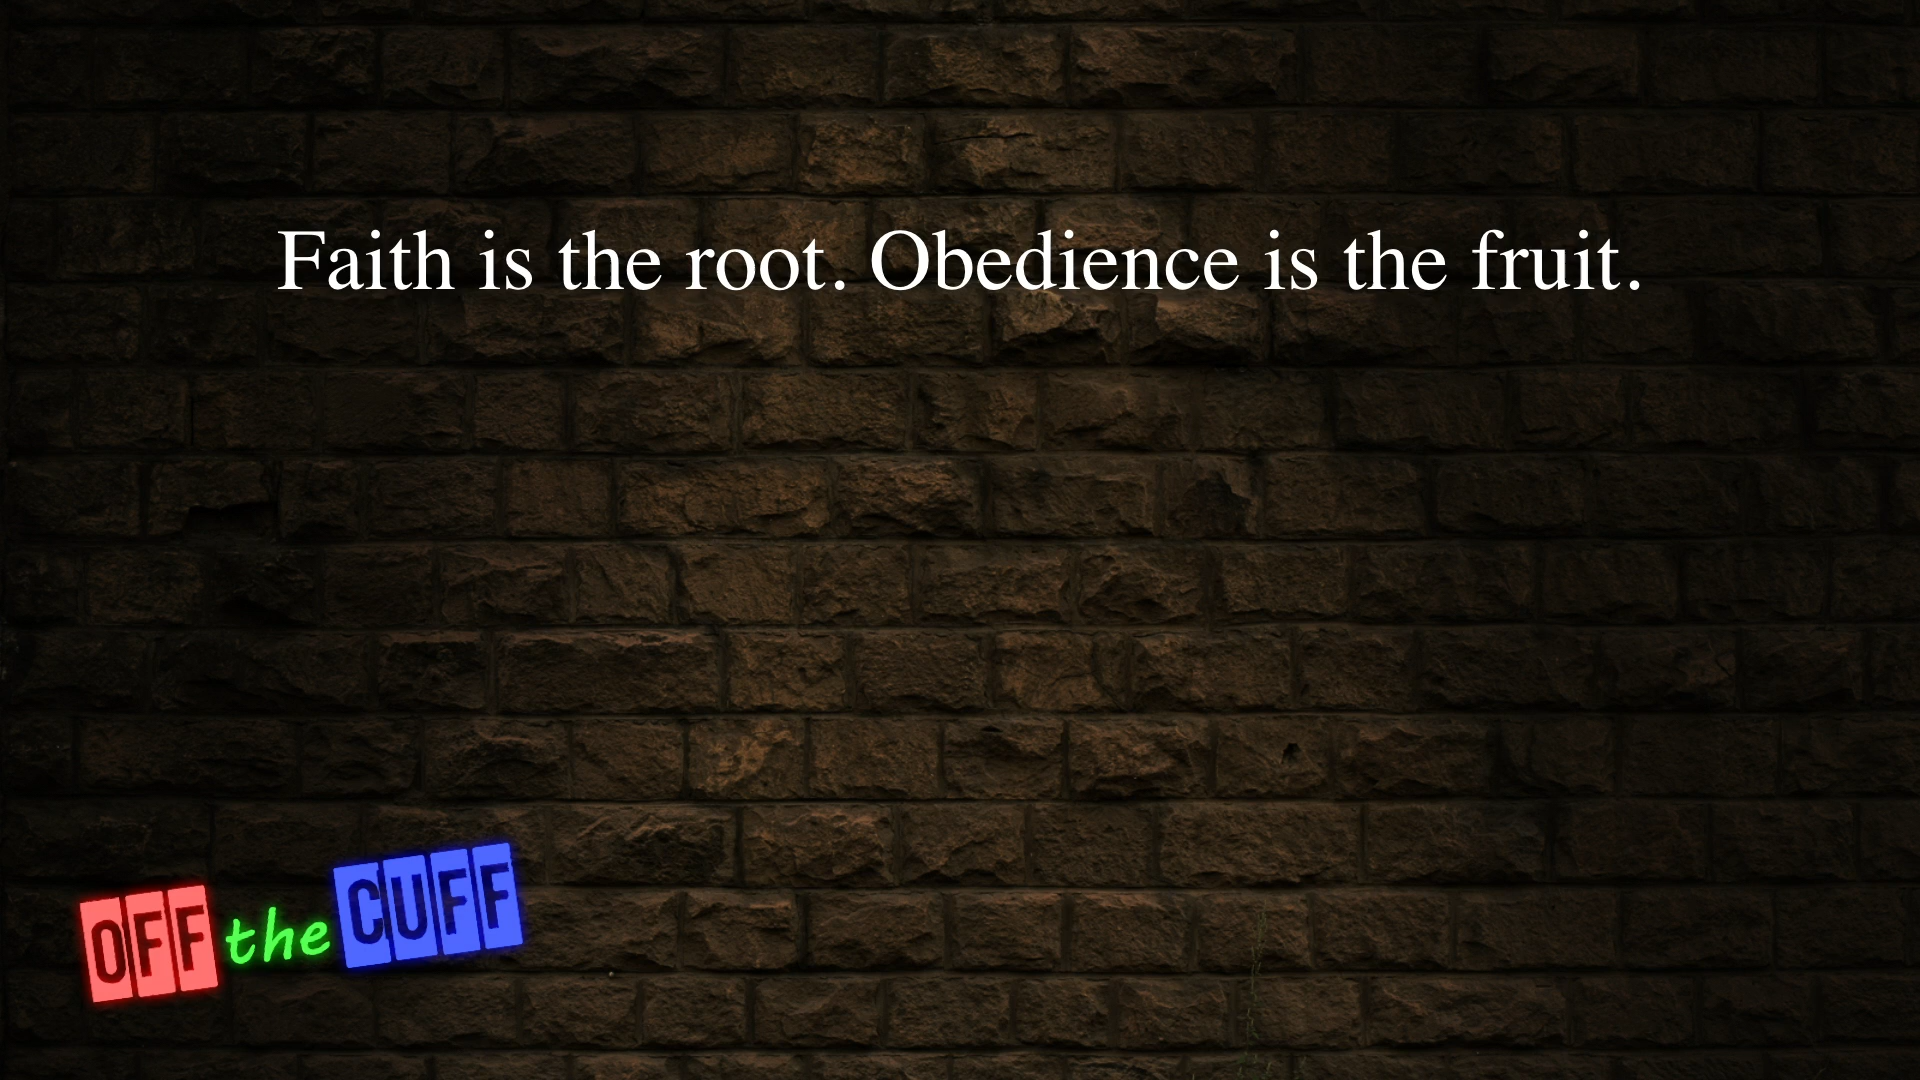 Faith is the root. Obedience is the fruit.
OFF the CUFF